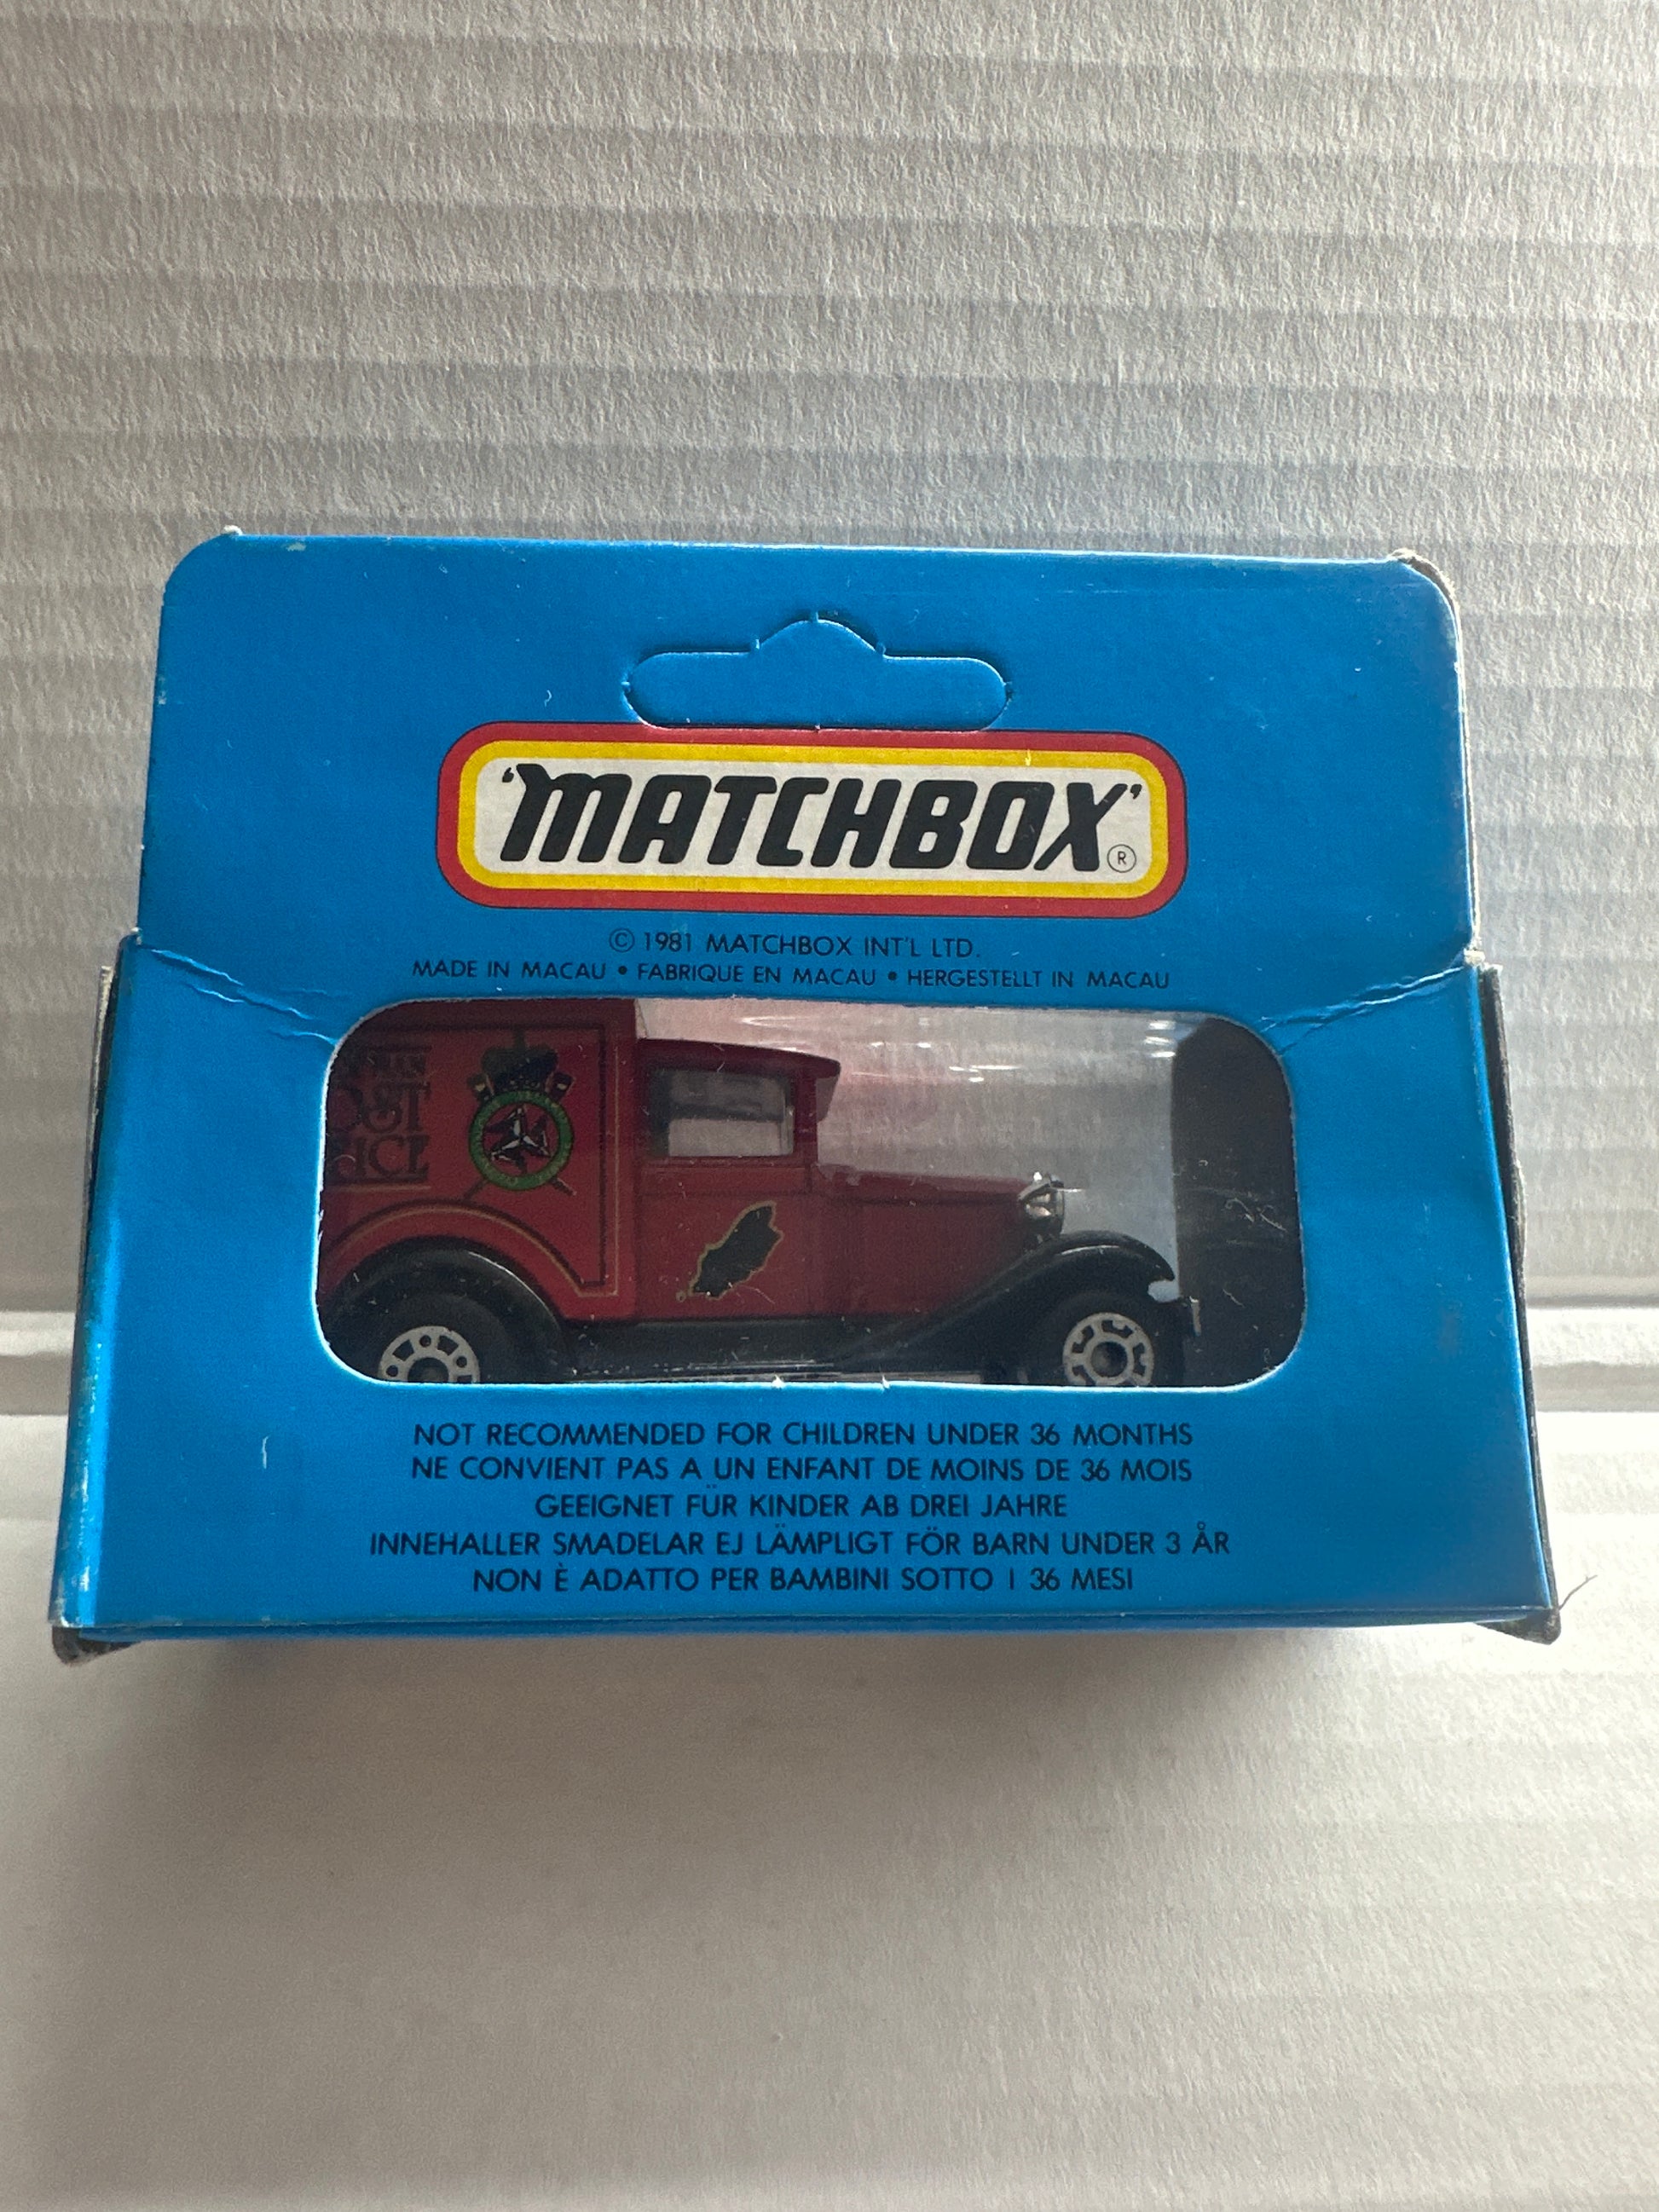 'MATCHBOX' ®
© 1981 MATCHBOX INT'L LTD.
MADE IN MACAU • FABRIQUE EN MACAU • HERGESTELLT IN MACAU
NOT RECOMMENDED FOR CHILDREN UNDER 36 MONTHS
NE CONVIENT PAS A UN ENFANT DE MOINS DE 36 MOIS
GEEIGNET FÜR KINDER AB DREI JAHRE
INNEHALLER SMADELAR EJ LÄMPLIGT FÖR BARN UNDER 3 ÅR
NON È ADATTO PER BAMBINI SOTTO I 36 MESI